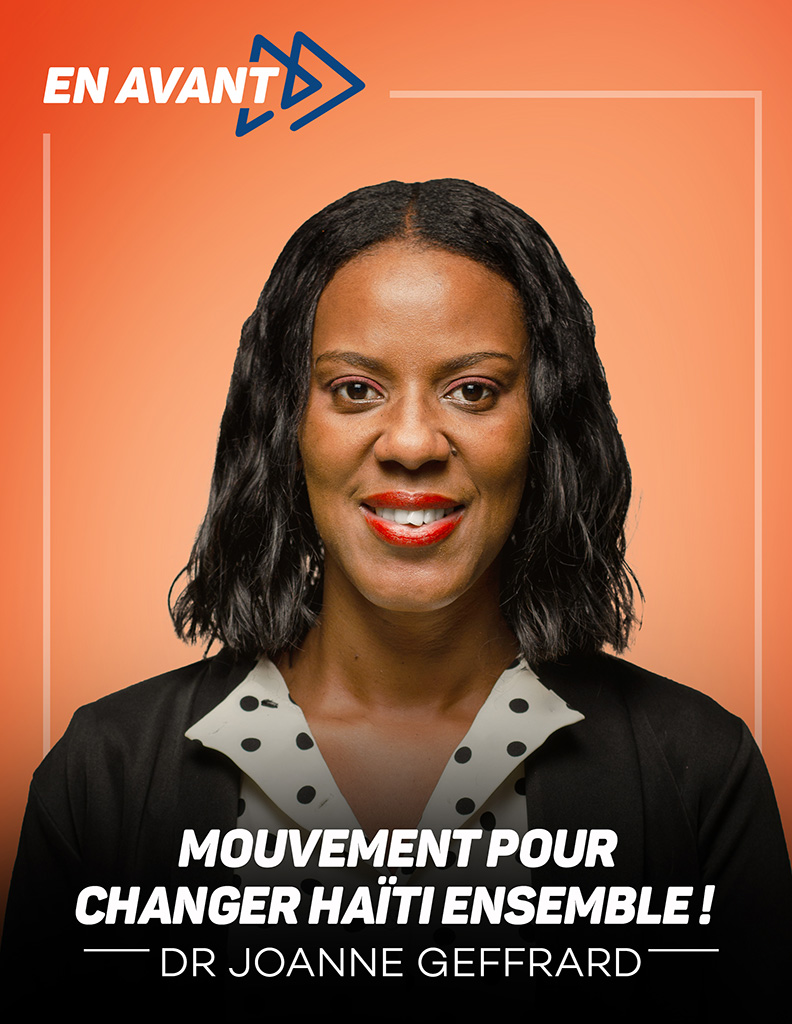 EN AVANT
MOUVEMENT POUR
CHANGER HAÏTI ENSEMBLE !
DR JOANNE GEFFRARD